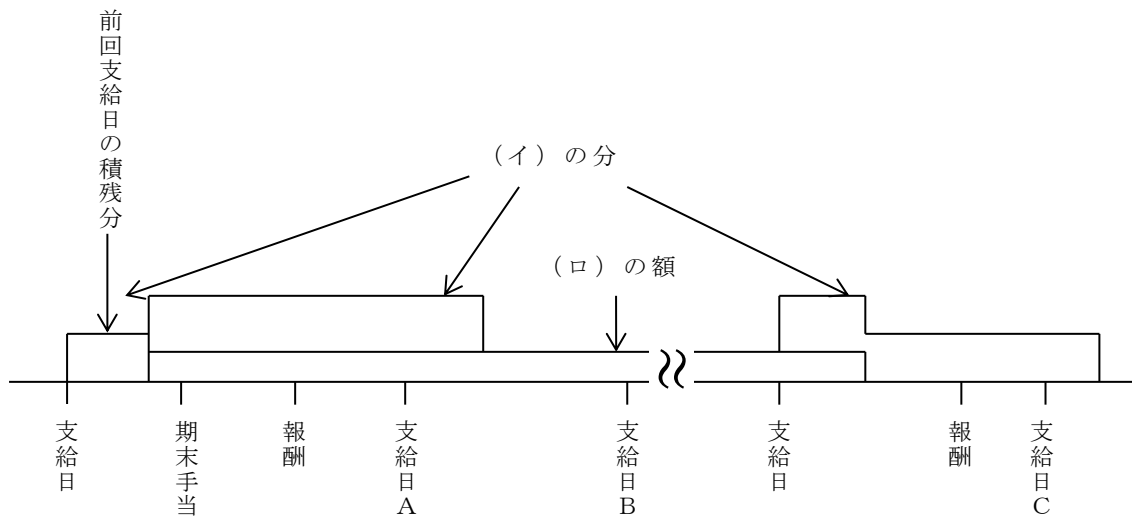 前回支給日の積残分
（イ）の分
（ロ）の額
支給日
期末手当
報酬
支給日A
支給日B
支給日
報酬
支給日C